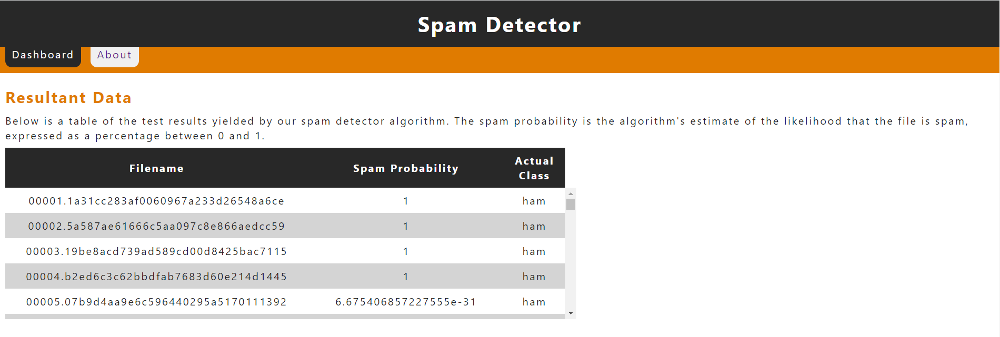 Spam Detector
Dashboard About
Resultant Data
Below is a table of the test results yielded by our spam detector algorithm. The spam probability is the algorithm's estimate of the likelihood that the file is spam,
expressed as a percentage between 0 and 1.
Filename Spam Probability Actual Class
00001.1a31cc283af0060967a233d26548a6ce 1 ham
00002.5a587ae61666c5aa097c8e866aedcc59 1 ham
00003.19be8acd739ad589cd00d8425bac7115 1 ham
00004.b2ed6c3c62bbdfab7683d60e214d1445 1 ham
00005.07b9d4aa9e6c596440295a5170111392 6.675406857227555e-31 ham